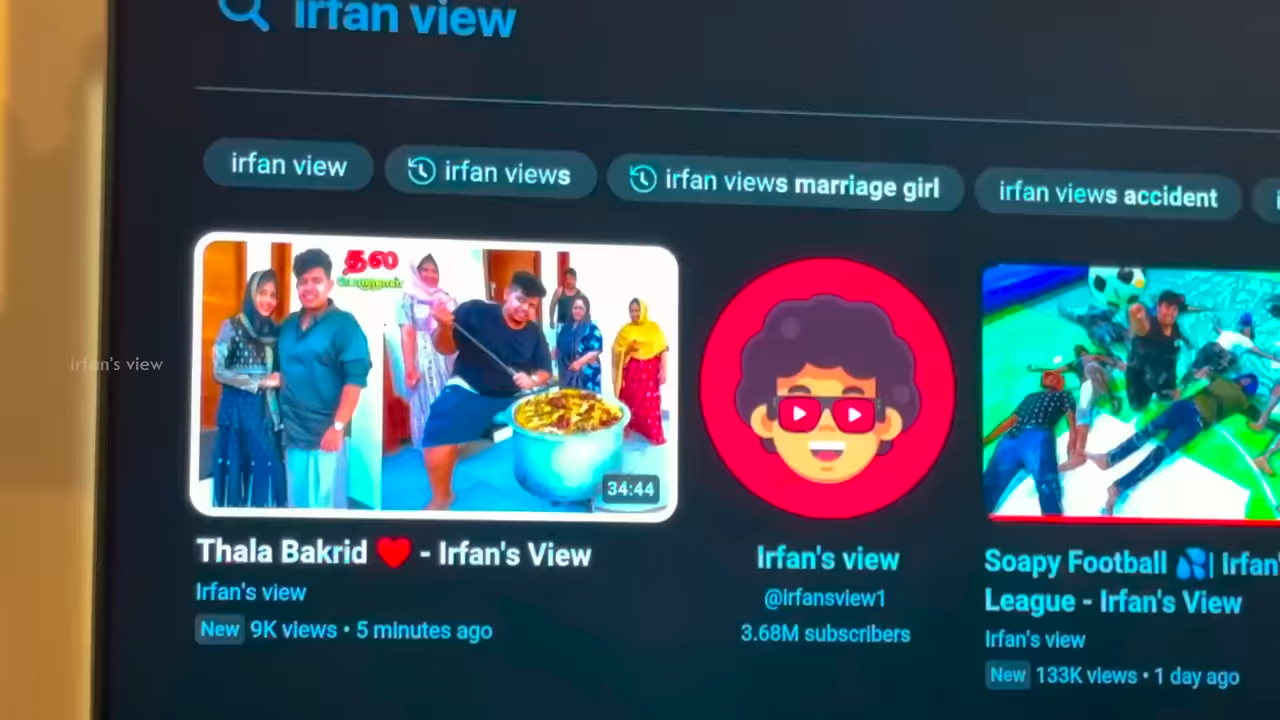 irfan view
irfan view
irfan views
irfan views marriage girl
irfan views accident
தல
34:44
Thala Bakrid ❤️ - Irfan's View
Irfan's view
New 9K views • 5 minutes ago
Irfan's view
@irfansview1
3.68M subscribers
Soapy Football 💦| Irfan'
League - Irfan's View
Irfan's view
New 133K views • 1 day ago
Irfan's view